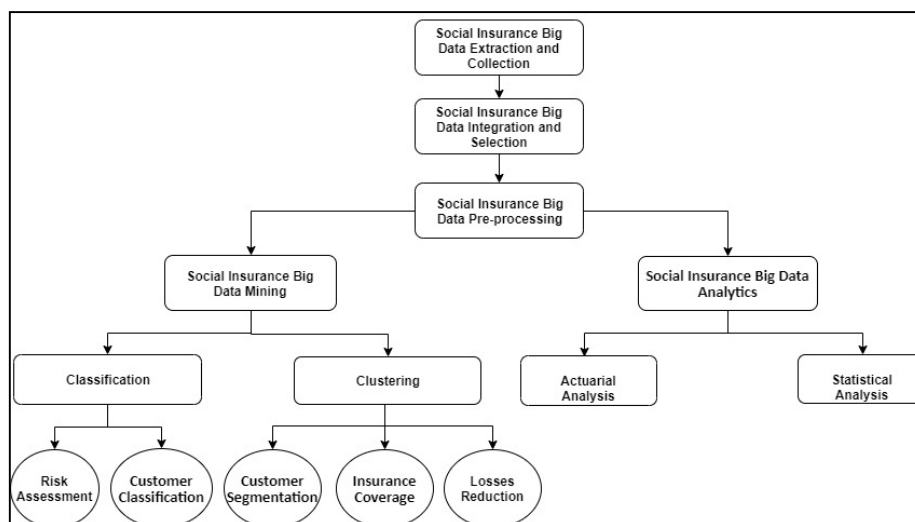 Social Insurance Big
Data Extraction and
Collection
Social Insurance Big
Data Integration and
Selection
Social Insurance Big
Data Pre-processing
Social Insurance Big
Data Mining
Social Insurance Big Data
Analytics
Classification
Clustering
Actuarial
Analysis
Statistical
Analysis
Risk
Assessment
Customer
Classification
Customer
Segmentation
Insurance
Coverage
Losses
Reduction